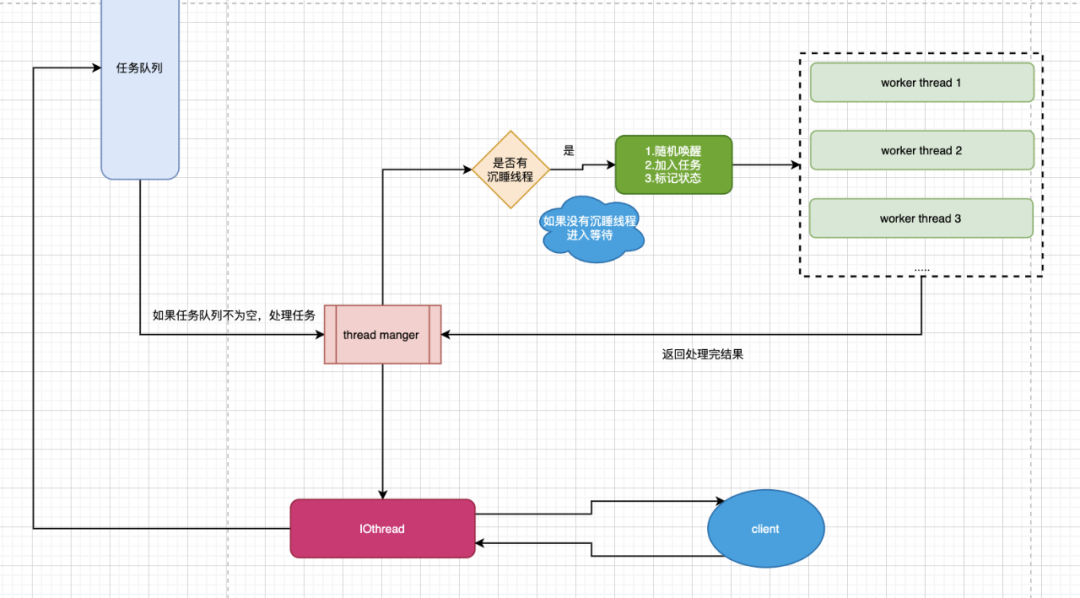 任务队列
worker thread 1
是否有
沉睡线程
是
1.随机唤醒
2.加入任务
3.标记状态
worker thread 2
如果没有沉睡线程
进入等待
worker thread 3
.....
如果任务队列不为空，处理任务
thread manger
返回处理完结果
IOthread
client